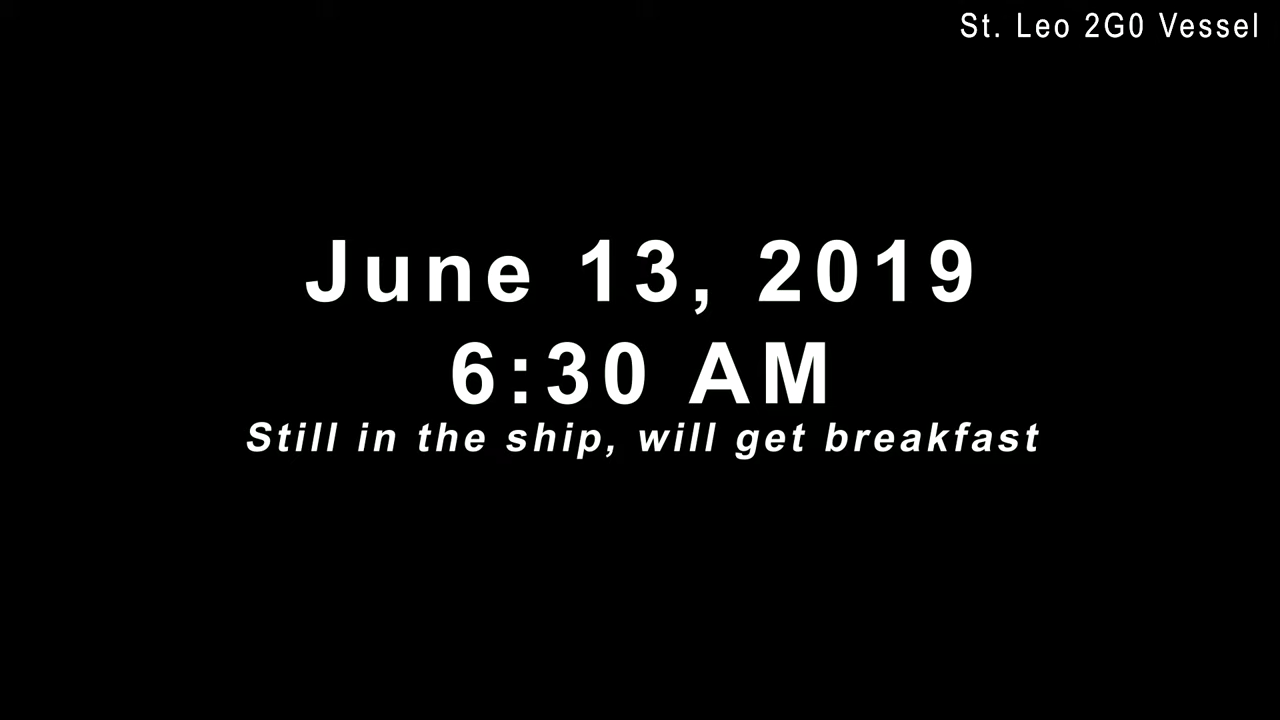 St. Leo 2G0 Vessel
June 13, 2019
6:30 AM
Still in the ship, will get breakfast